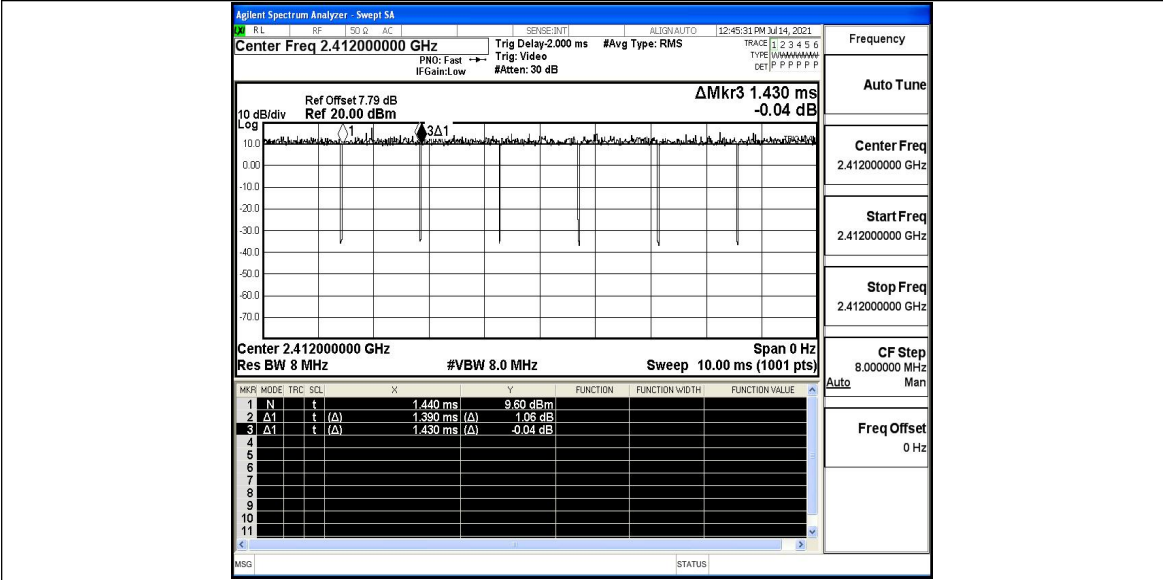 Agilent Spectrum Analyzer - Swept SA
LXI RL RF 50 Ω AC SENSE:INT ALIGNAUTO 12:45:31 PM Jul 14, 2021
Center Freq 2.412000000 GHz
Trig Delay-2.000 ms #Avg Type: RMS
PNO: Fast Trig: Video
IFGain:Low #Atten: 30 dB
TRACE 1 2 3 4 5 6
TYPE WWWWWW
DET P P P P P P
ΔMkr3 1.430 ms
-0.04 dB
Ref Offset 7.79 dB
10 dB/div Ref 20.00 dBm
Log
1 3Δ1
10.0
0.00
-10.0
-20.0
-30.0
-40.0
-50.0
-60.0
-70.0
Center 2.412000000 GHz Span 0 Hz
Res BW 8 MHz #VBW 8.0 MHz Sweep 10.00 ms (1001 pts)
MKR MODE TRC SCL X Y FUNCTION FUNCTION WIDTH FUNCTION VALUE
1 N t 1.440 ms 9.60 dBm
2 Δ1 t (Δ) 1.390 ms (Δ) 1.06 dB
3 Δ1 t (Δ) 1.430 ms (Δ) -0.04 dB
4
5
6
7
8
9
10
11
MSG STATUS
Frequency
Auto Tune
Center Freq
2.412000000 GHz
Start Freq
2.412000000 GHz
Stop Freq
2.412000000 GHz
CF Step
8.000000 MHz
Auto Man
Freq Offset
0 Hz